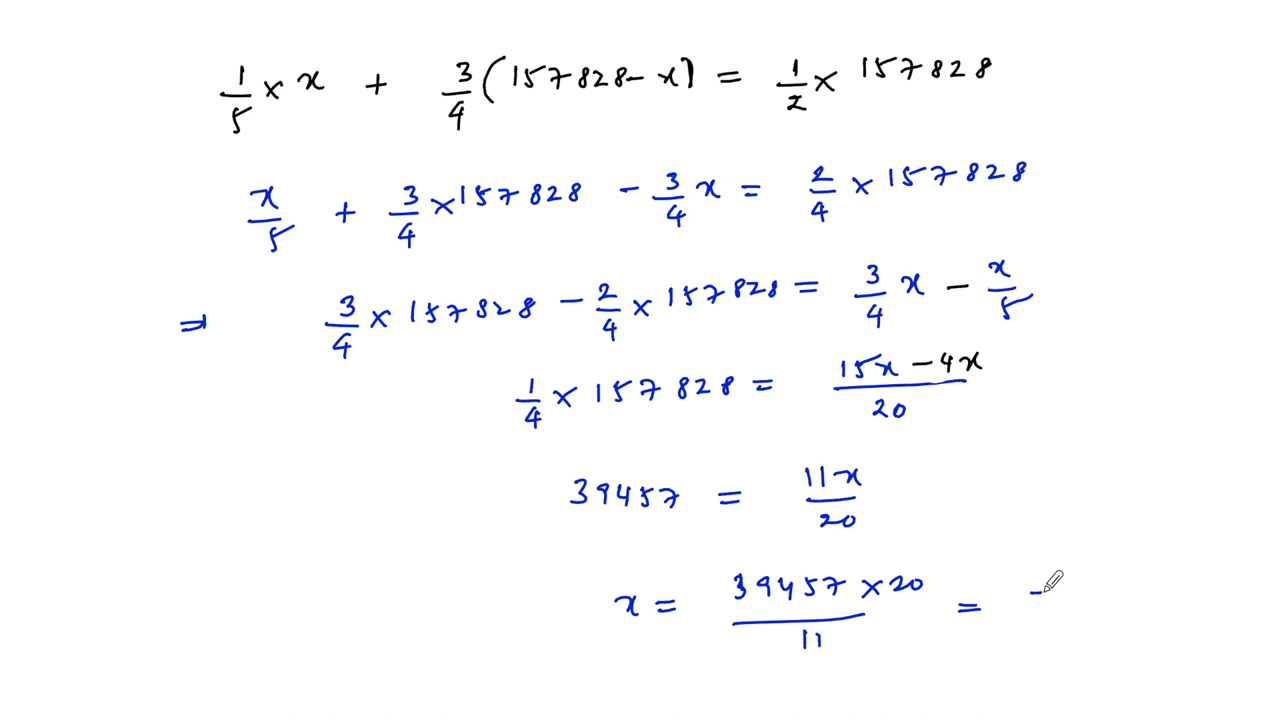 1/5 × x + 3/4 (157828 - x) = 1/2 × 157828
x/5 + 3/4 × 157828 - 3/4 x = 2/4 × 157828
⇒ 3/4 × 157828 - 2/4 × 157828 = 3/4 x - x/5
1/4 × 157828 = 15x - 4x/20
39457 = 11x/20
x = 39457 × 20/11 =